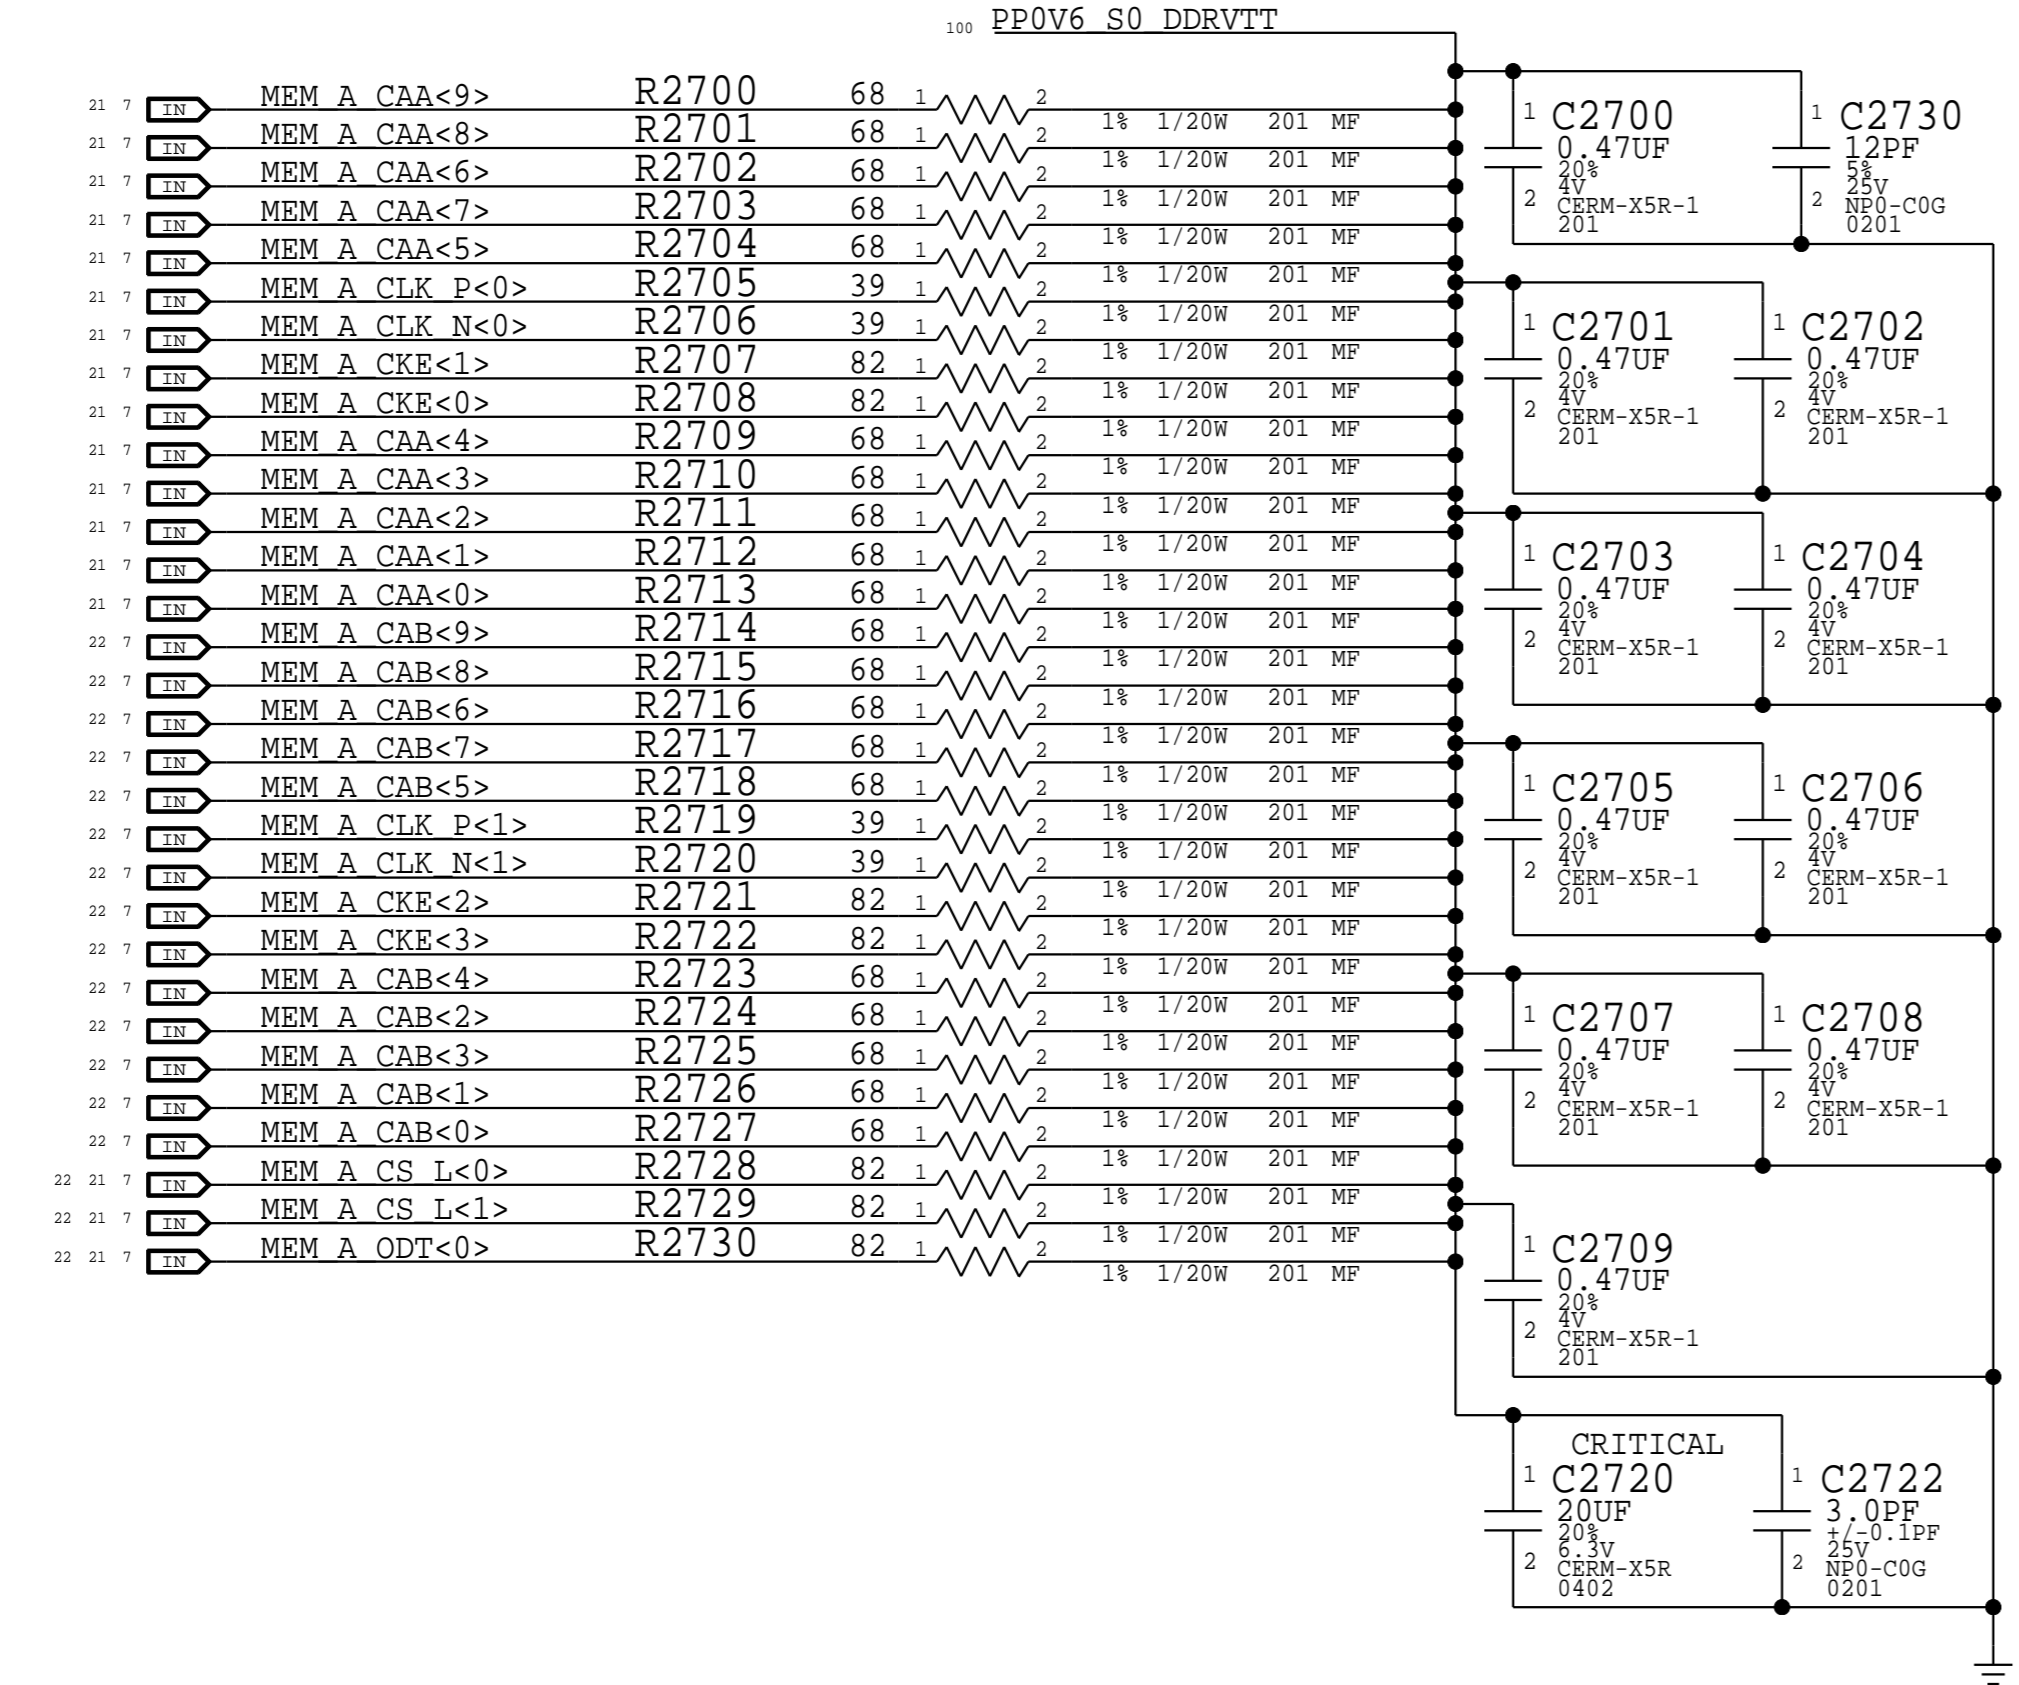 100 PP0V6_S0_DDRVTT
21 7 IN MEM_A_CAA<9> R2700 68 1 2 1% 1/20W 201 MF
21 7 IN MEM_A_CAA<8> R2701 68 1 2 1% 1/20W 201 MF
21 7 IN MEM_A_CAA<6> R2702 68 1 2 1% 1/20W 201 MF
21 7 IN MEM_A_CAA<7> R2703 68 1 2 1% 1/20W 201 MF
21 7 IN MEM_A_CAA<5> R2704 68 1 2 1% 1/20W 201 MF
21 7 IN MEM_A_CLK_P<0> R2705 39 1 2 1% 1/20W 201 MF
21 7 IN MEM_A_CLK_N<0> R2706 39 1 2 1% 1/20W 201 MF
21 7 IN MEM_A_CKE<1> R2707 82 1 2 1% 1/20W 201 MF
21 7 IN MEM_A_CKE<0> R2708 82 1 2 1% 1/20W 201 MF
21 7 IN MEM_A_CAA<4> R2709 68 1 2 1% 1/20W 201 MF
21 7 IN MEM_A_CAA<3> R2710 68 1 2 1% 1/20W 201 MF
21 7 IN MEM_A_CAA<2> R2711 68 1 2 1% 1/20W 201 MF
21 7 IN MEM_A_CAA<1> R2712 68 1 2 1% 1/20W 201 MF
21 7 IN MEM_A_CAA<0> R2713 68 1 2 1% 1/20W 201 MF
22 7 IN MEM_A_CAB<9> R2714 68 1 2 1% 1/20W 201 MF
22 7 IN MEM_A_CAB<8> R2715 68 1 2 1% 1/20W 201 MF
22 7 IN MEM_A_CAB<6> R2716 68 1 2 1% 1/20W 201 MF
22 7 IN MEM_A_CAB<7> R2717 68 1 2 1% 1/20W 201 MF
22 7 IN MEM_A_CAB<5> R2718 68 1 2 1% 1/20W 201 MF
22 7 IN MEM_A_CLK_P<1> R2719 39 1 2 1% 1/20W 201 MF
22 7 IN MEM_A_CLK_N<1> R2720 39 1 2 1% 1/20W 201 MF
22 7 IN MEM_A_CKE<2> R2721 82 1 2 1% 1/20W 201 MF
22 7 IN MEM_A_CKE<3> R2722 82 1 2 1% 1/20W 201 MF
22 7 IN MEM_A_CAB<4> R2723 68 1 2 1% 1/20W 201 MF
22 7 IN MEM_A_CAB<2> R2724 68 1 2 1% 1/20W 201 MF
22 7 IN MEM_A_CAB<3> R2725 68 1 2 1% 1/20W 201 MF
22 7 IN MEM_A_CAB<1> R2726 68 1 2 1% 1/20W 201 MF
22 7 IN MEM_A_CAB<0> R2727 68 1 2 1% 1/20W 201 MF
22 21 7 IN MEM_A_CS_L<0> R2728 82 1 2 1% 1/20W 201 MF
22 21 7 IN MEM_A_CS_L<1> R2729 82 1 2 1% 1/20W 201 MF
22 21 7 IN MEM_A_ODT<0> R2730 82 1 2 1% 1/20W 201 MF
1 C2700
0.47UF
20%
4V
2 CERM-X5R-1
201
1 C2730
12PF
5%
25V
2 NP0-C0G
0201
1 C2701
0.47UF
20%
4V
2 CERM-X5R-1
201
1 C2702
0.47UF
20%
4V
2 CERM-X5R-1
201
1 C2703
0.47UF
20%
4V
2 CERM-X5R-1
201
1 C2704
0.47UF
20%
4V
2 CERM-X5R-1
201
1 C2705
0.47UF
20%
4V
2 CERM-X5R-1
201
1 C2706
0.47UF
20%
4V
2 CERM-X5R-1
201
1 C2707
0.47UF
20%
4V
2 CERM-X5R-1
201
1 C2708
0.47UF
20%
4V
2 CERM-X5R-1
201
1 C2709
0.47UF
20%
4V
2 CERM-X5R-1
201
CRITICAL
1 C2720
20UF
20%
6.3V
2 CERM-X5R
0402
1 C2722
3.0PF
+/-0.1PF
25V
2 NP0-C0G
0201